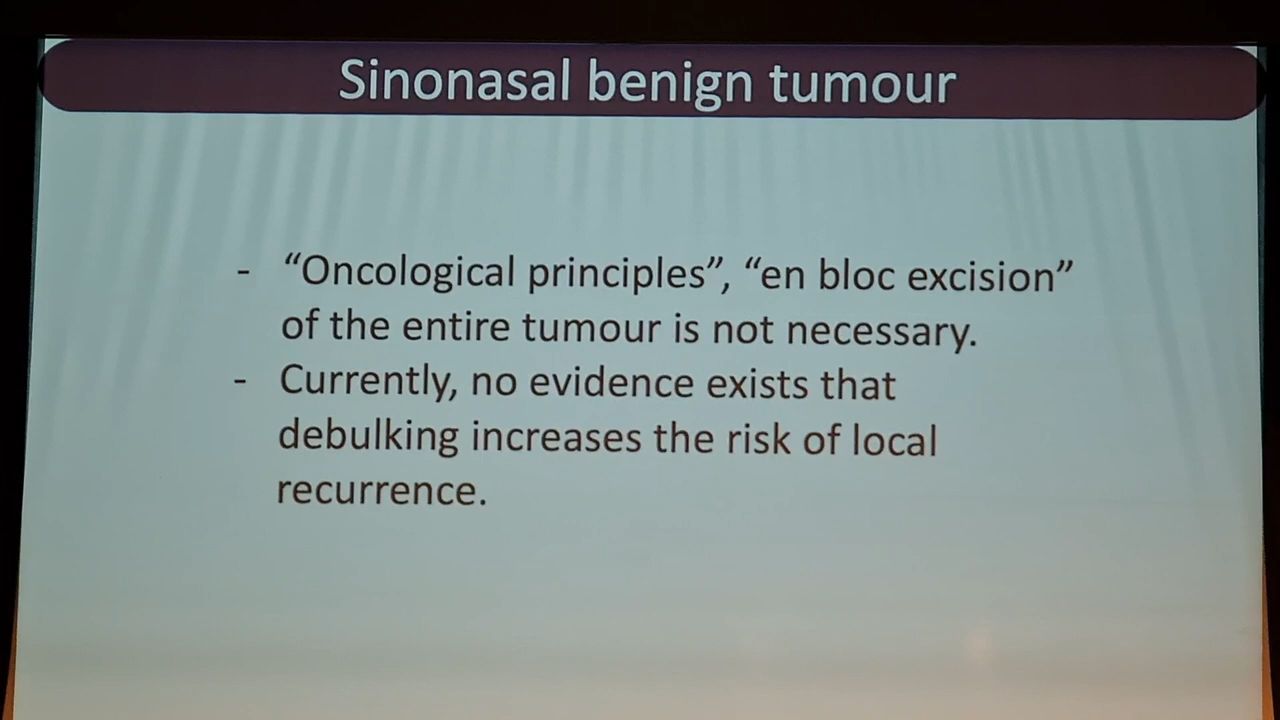 Sinonasal benign tumour
- “Oncological principles”, “en bloc excision”
of the entire tumour is not necessary.
- Currently, no evidence exists that
debulking increases the risk of local
recurrence.